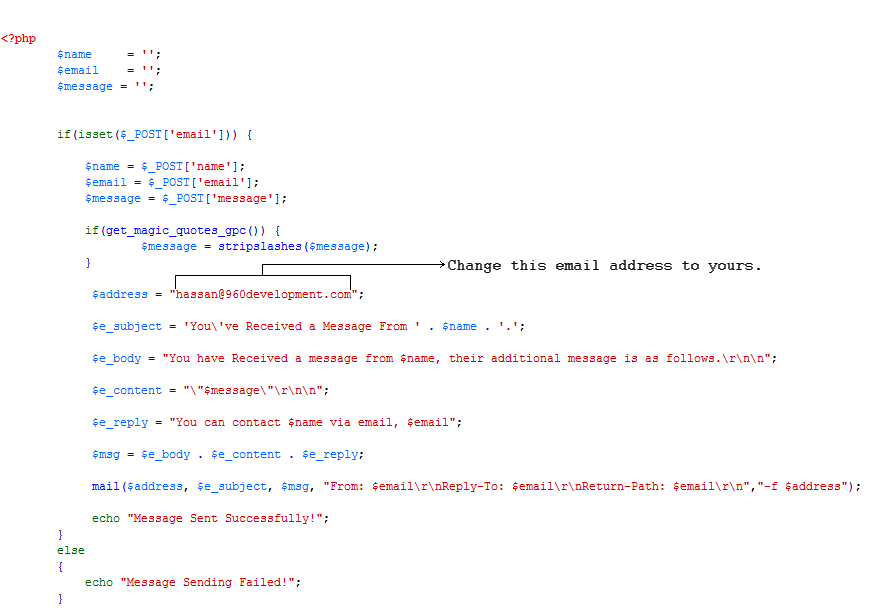 <?php
$name     = '';
$email    = '';
$message = '';
if(isset($_POST['email'])) {
$name = $_POST['name'];
$email = $_POST['email'];
$message = $_POST['message'];
if(get_magic_quotes_gpc()) {
$message = stripslashes($message);
}
Change this email address to yours.
$address = "hassan@960development.com";
$e_subject = 'You\'ve Received a Message From ' . $name . '.';
$e_body = "You have Received a message from $name, their additional message is as follows.\r\n\n";
$e_content = "\"$message\"\r\n\n";
$e_reply = "You can contact $name via email, $email";
$msg = $e_body . $e_content . $e_reply;
mail($address, $e_subject, $msg, "From: $email\r\nReply-To: $email\r\nReturn-Path: $email\r\n","-f $address");
echo "Message Sent Successfully!";
}
else
{
echo "Message Sending Failed!";
}